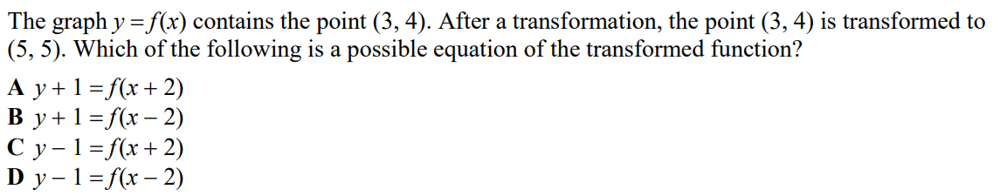 The graph y = f(x) contains the point (3, 4). After a transformation, the point (3, 4) is transformed to
(5, 5). Which of the following is a possible equation of the transformed function?
A y + 1 = f(x + 2)
B y + 1 = f(x – 2)
C y – 1 = f(x + 2)
D y – 1 = f(x – 2)